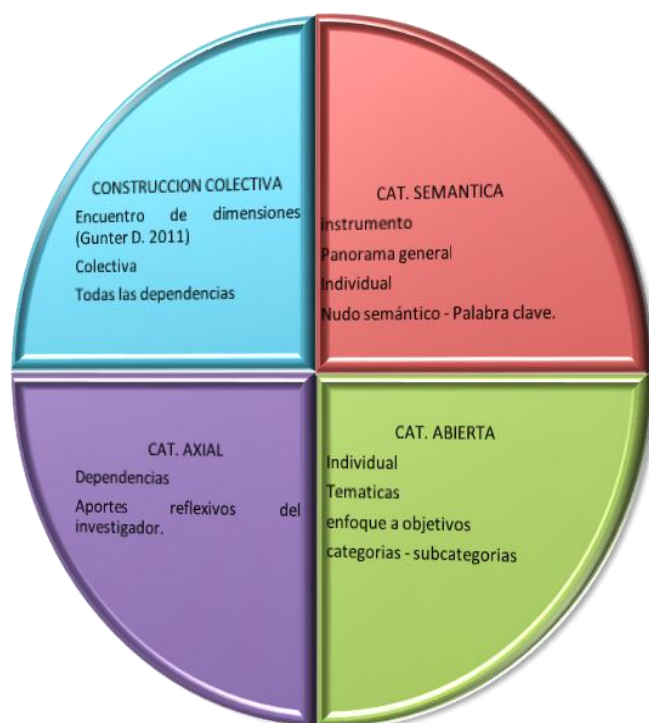 CONSTRUCCION COLECTIVA
Encuentro de dimensiones
(Gunter D. 2011)
Colectiva
Todas las dependencias
CAT. SEMANTICA
instrumento
Panorama general
Individual
Nudo semántico - Palabra clave.
CAT. AXIAL
Dependencias
Aportes reflexivos del
investigador.
CAT. ABIERTA
Individual
Tematicas
enfoque a objetivos
categorias - subcategorias